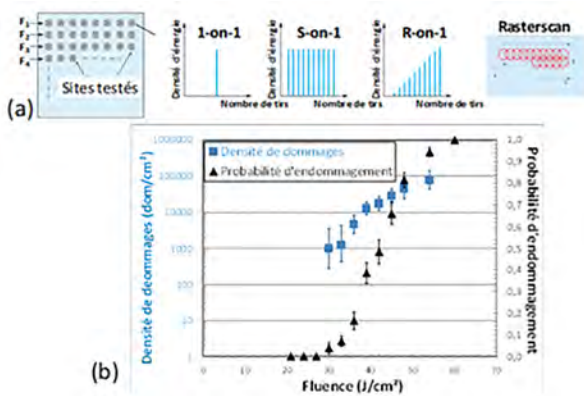 1-on-1
S-on-1
R-on-1
Rasterscan
F₁
F₂
F₃
F₄
Sites testés
Densité d'énergie
Nombre de tirs
Densité d'énergie
Nombre de tirs
Densité d'énergie
Nombre de tirs
(a)
Densité de dommages
Probabilité d'endommagement
Densité de deommages (dom/cm²)
1000000
100000
10000
1000
100
10
1
1,0
0,9
0,8
0,7
0,6
0,5
0,4
0,3
0,2
0,1
0,0
Probabilité d'endommagement
0
10
20
30
40
50
60
70
Fluence (J/cm²)
(b)